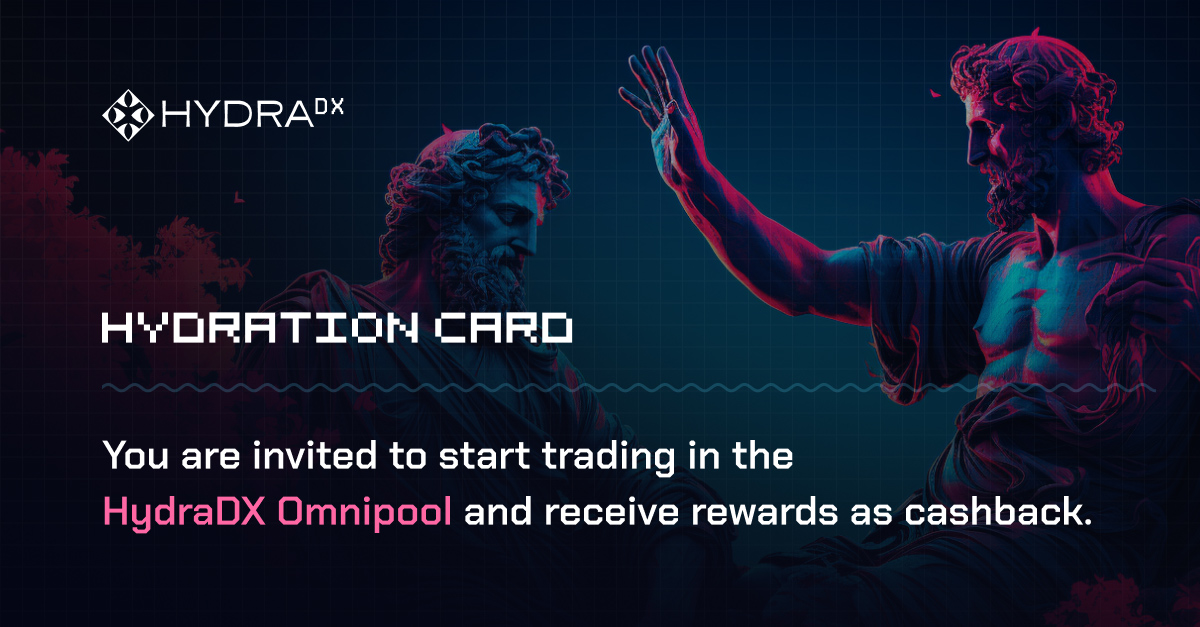 HYDRADX
HYDRATION CARD
You are invited to start trading in the
HydraDX Omnipool and receive rewards as cashback.